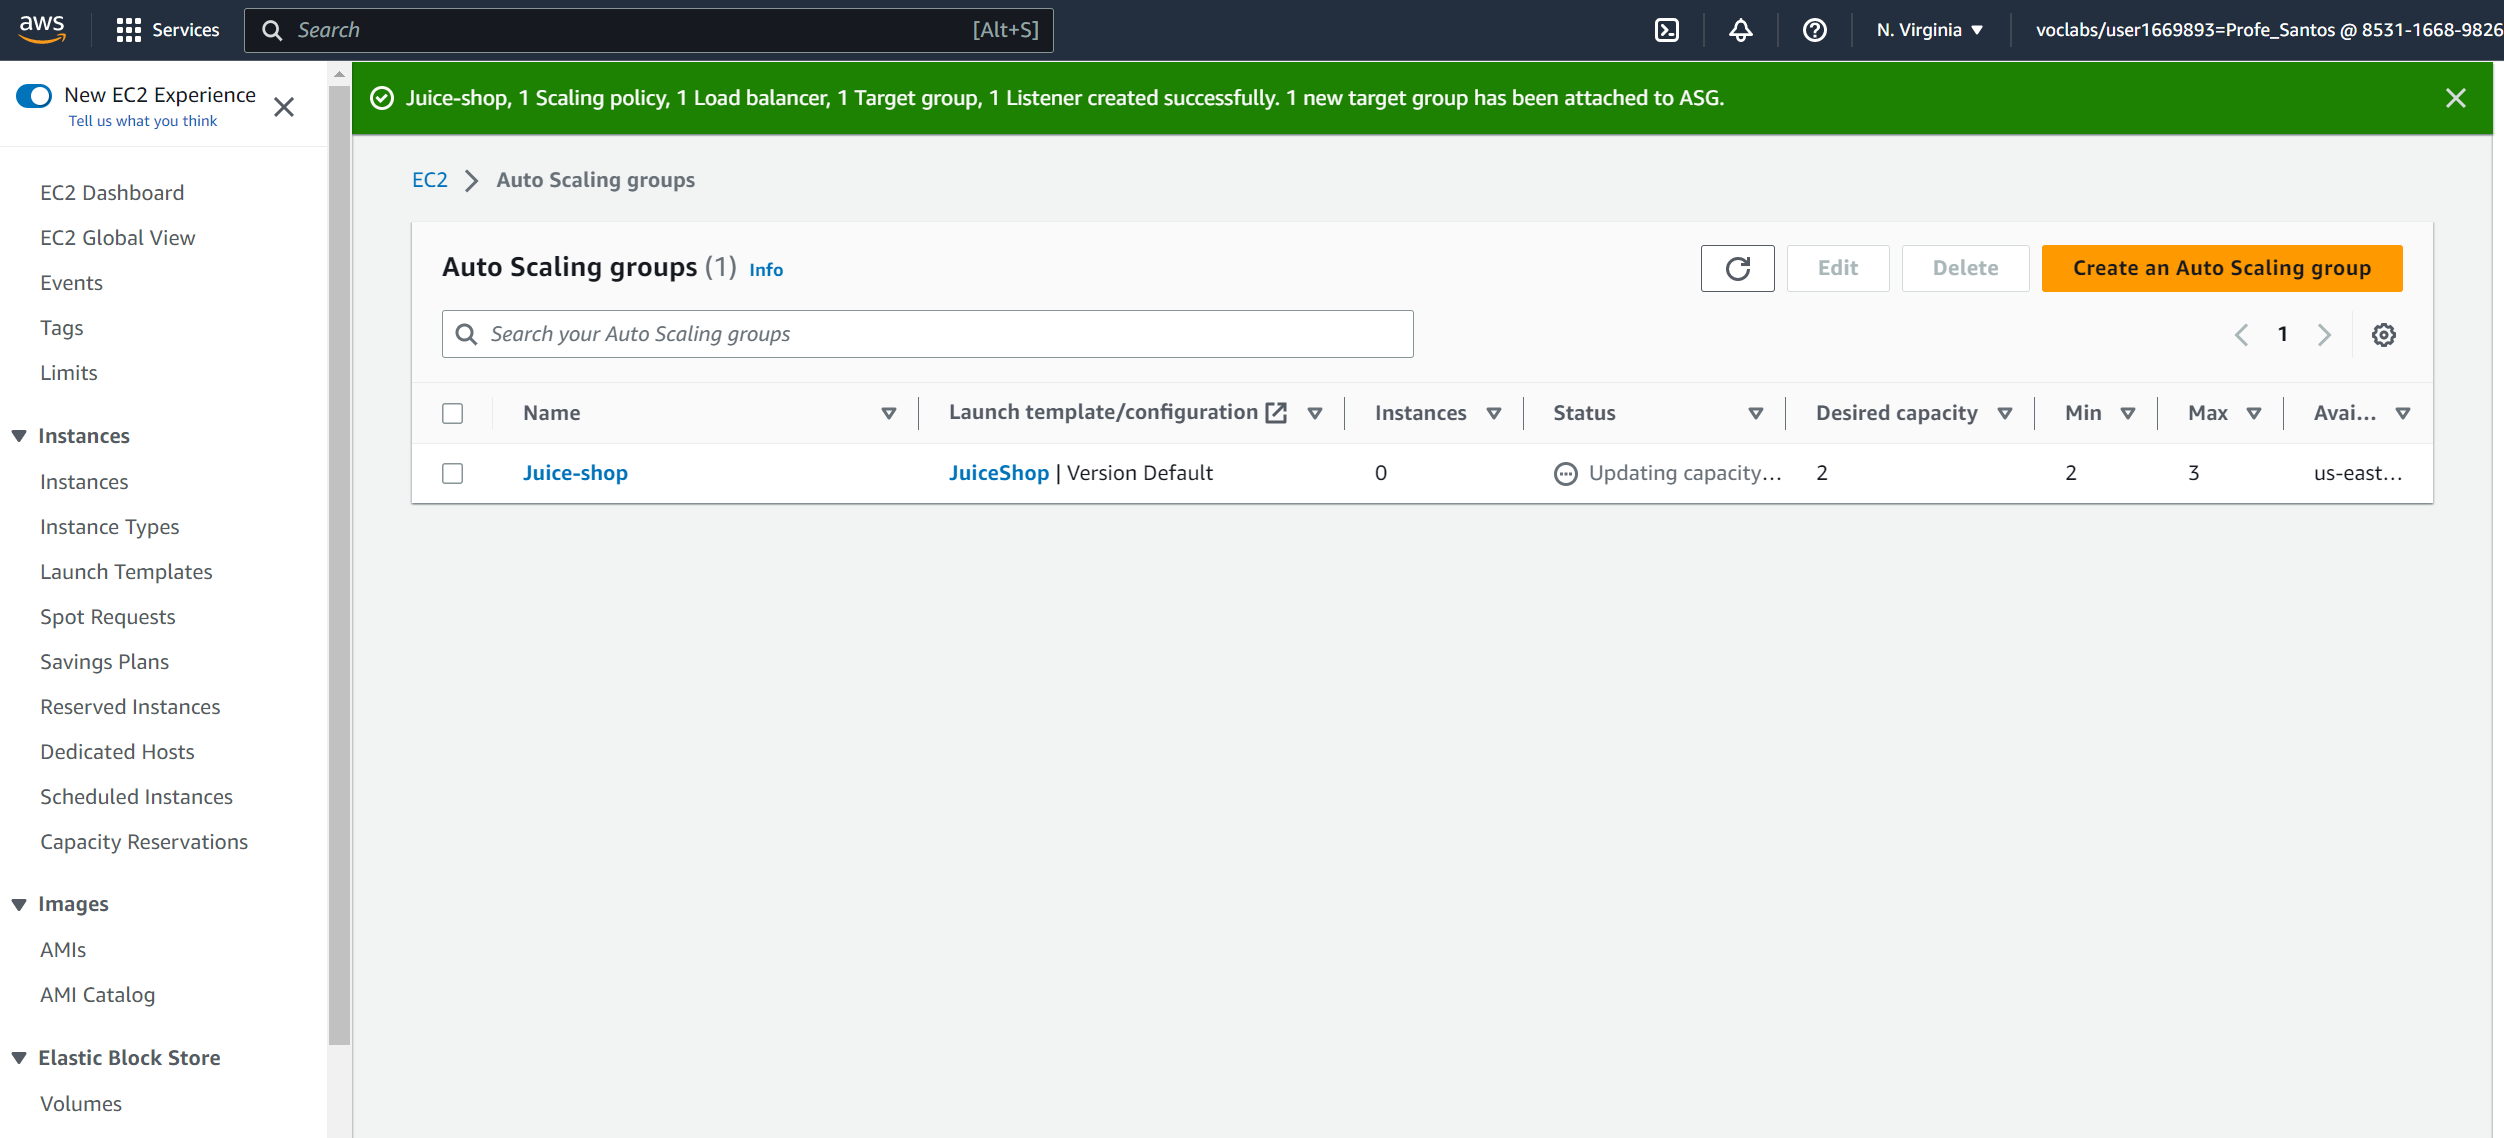 aws
Services
Search
[Alt+S]
N. Virginia
voclabs/user1669893=Profe_Santos @ 8531-1668-9826
New EC2 Experience
Tell us what you think
EC2 Dashboard
EC2 Global View
Events
Tags
Limits
Instances
Instances
Instance Types
Launch Templates
Spot Requests
Savings Plans
Reserved Instances
Dedicated Hosts
Scheduled Instances
Capacity Reservations
Images
AMIs
AMI Catalog
Elastic Block Store
Volumes
Juice-shop, 1 Scaling policy, 1 Load balancer, 1 Target group, 1 Listener created successfully. 1 new target group has been attached to ASG.
EC2 > Auto Scaling groups
Auto Scaling groups (1) Info
Edit
Delete
Create an Auto Scaling group
Search your Auto Scaling groups
1
Name Launch template/configuration Instances Status Desired capacity Min Max Avai...
Juice-shop JuiceShop | Version Default 0 Updating capacity... 2 2 3 us-east...